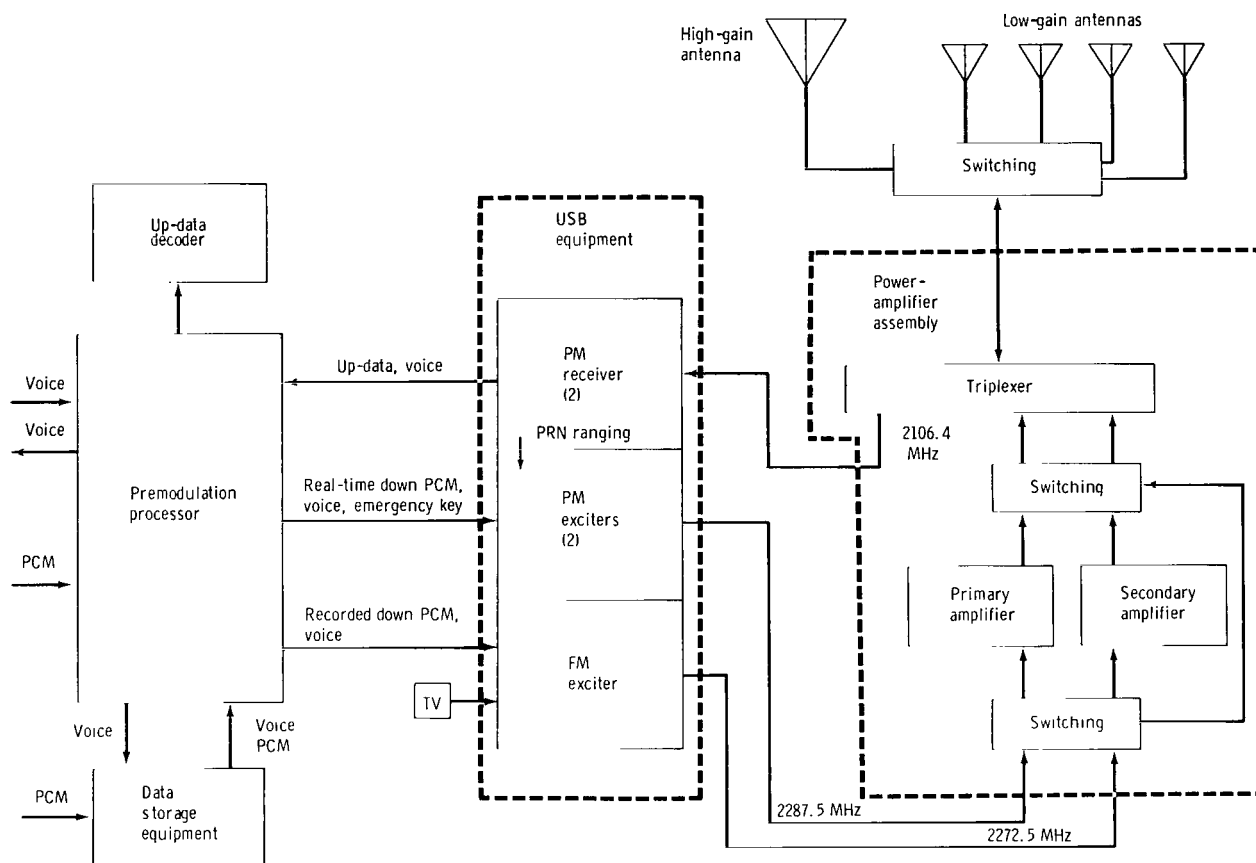 High-gain
antenna
Low-gain antennas
Switching
Up-data
decoder
USB
equipment
Power-
amplifier
assembly
Voice
Voice
PCM
Premodulation
processor
Up-data, voice
PM
receiver
(2)
PRN ranging
Triplexer
2106.4
MHz
Real-time down PCM,
voice, emergency key
PM
exciters
(2)
Switching
Primary
amplifier
Secondary
amplifier
Recorded down PCM,
voice
FM
exciter
TV
Switching
Voice
Voice
PCM
PCM
Data
storage
equipment
2287.5 MHz
2272.5 MHz